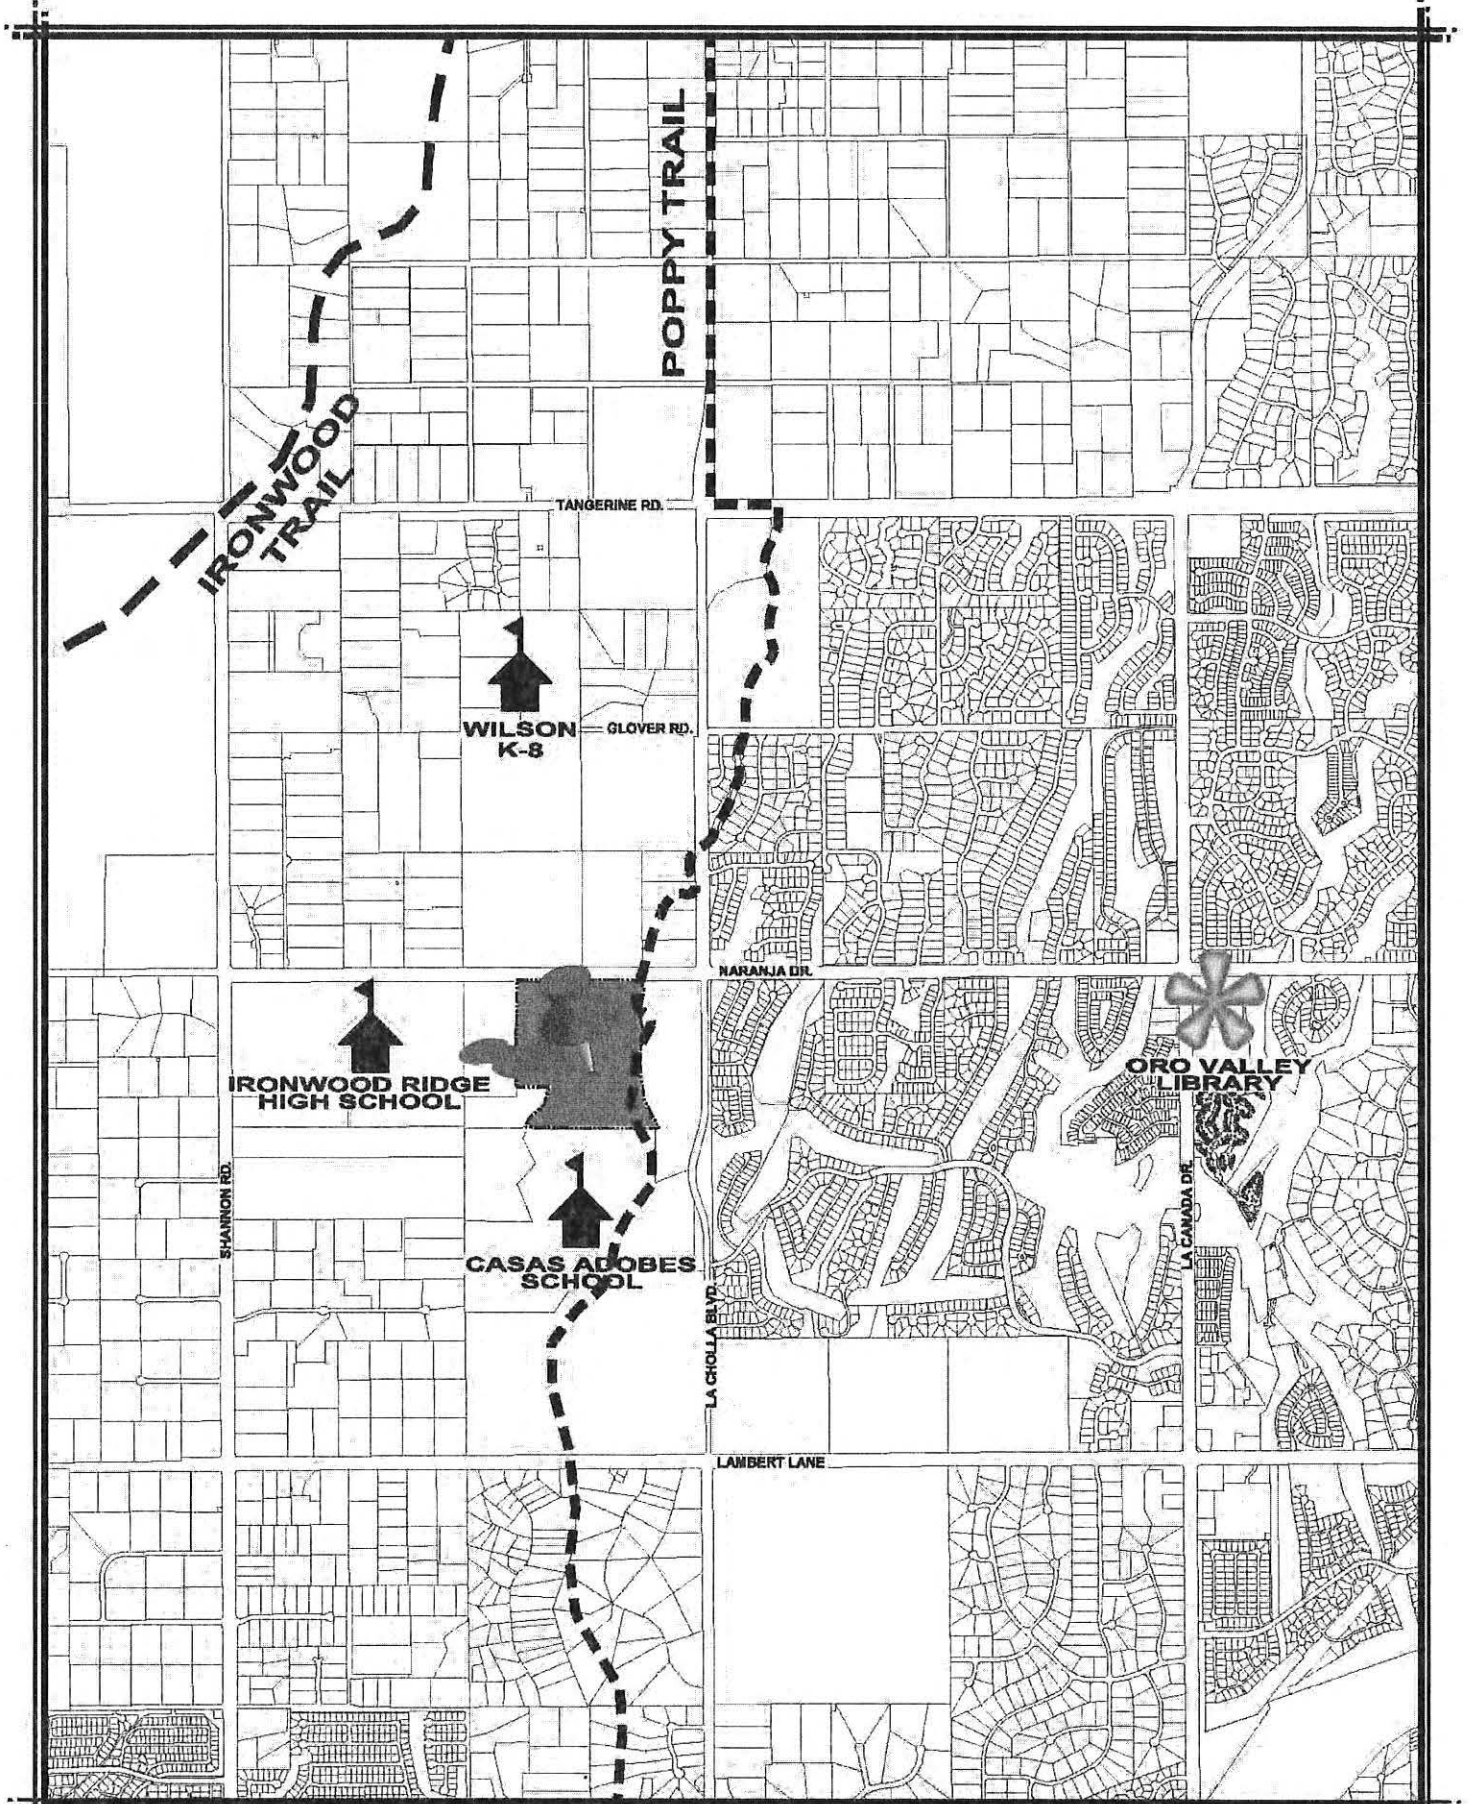 POPPY TRAIL
IRONWOOD
TRAIL
TANGERINE RD.
WILSON
K-8
GLOVER RD.
NARANJA DR.
IRONWOOD RIDGE
HIGH SCHOOL
ORO VALLEY
LIBRARY
SHANNON RD.
LA CANADA DR.
CASAS ADOBES
SCHOOL
LA CHOLLA BLVD.
LAMBERT LANE